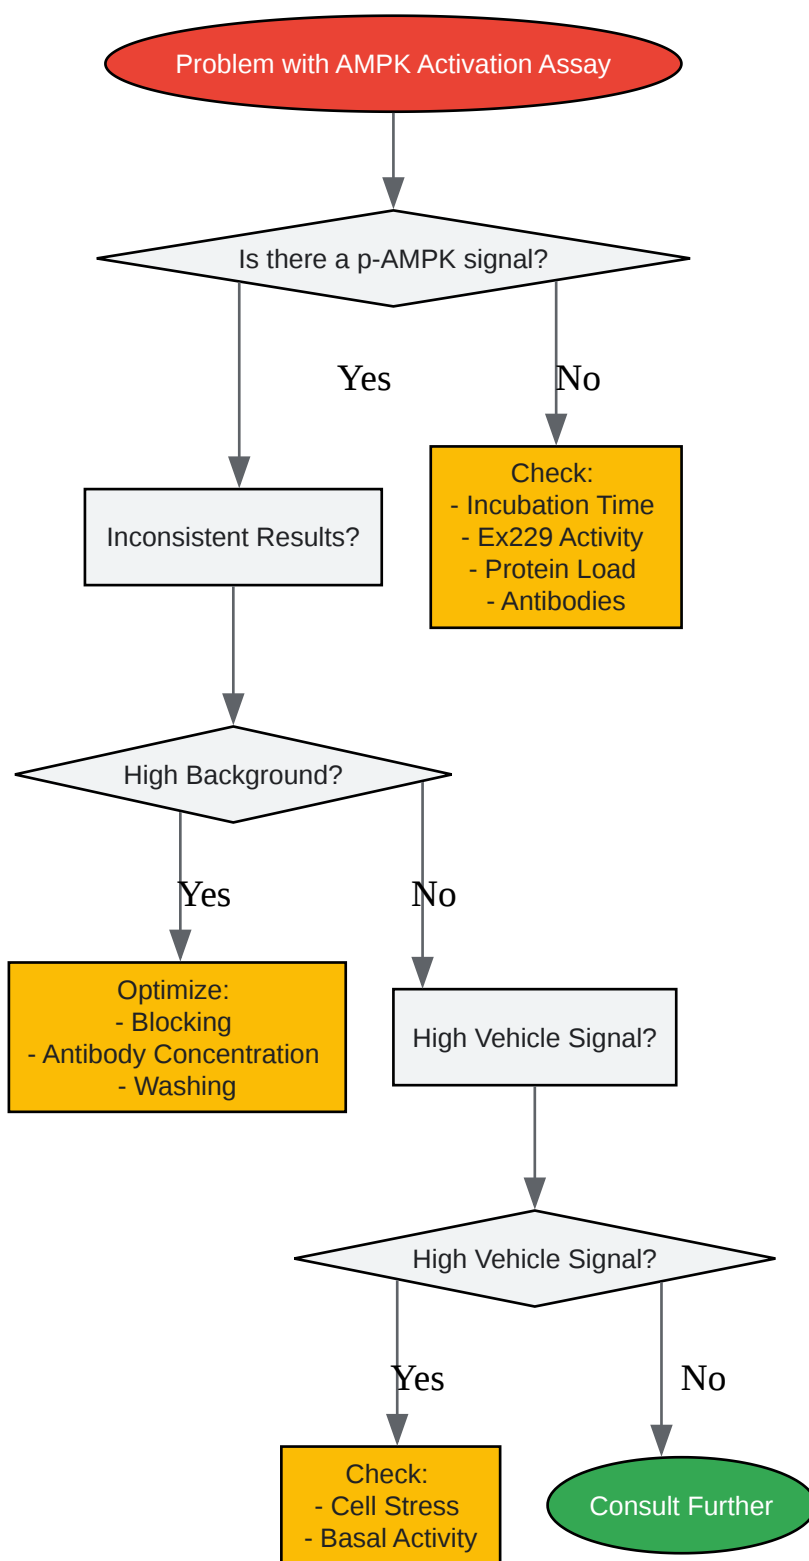 Problem with AMPK Activation Assay
Is there a p-AMPK signal?
Yes
No
Check:
- Incubation Time
- Ex229 Activity
- Protein Load
- Antibodies
Inconsistent Results?
High Background?
Yes
No
Optimize:
- Blocking
- Antibody Concentration
- Washing
High Vehicle Signal?
High Vehicle Signal?
Yes
No
Check:
- Cell Stress
- Basal Activity
Consult Further